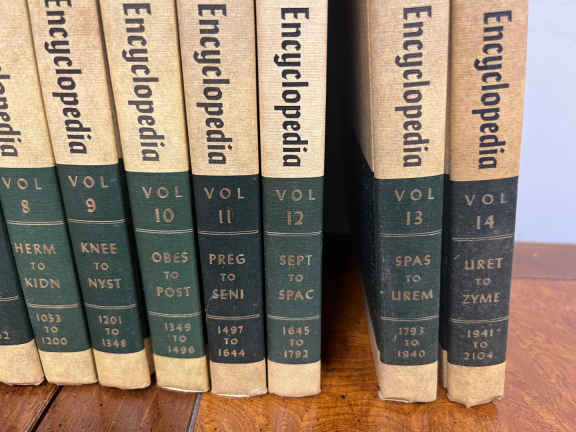 pedia
VOL
8
HERM
TO
KIDN
1053
TO
1200
Encyclopedia
VOL
9
KNEE
TO
NYST
1201
TO
1348
Encyclopedia
VOL
10
OBES
TO
POST
1349
TO
1496
Encyclopedia
VOL
11
PREG
TO
SENI
1497
TO
1644
Encyclopedia
VOL
12
SEPT
TO
SPAC
1645
TO
1792
Encyclopedia
VOL
13
SPAS
TO
UREM
1793
TO
1940
Encyclopedia
VOL
14
URET
TO
ZYME
1941
TO
2104